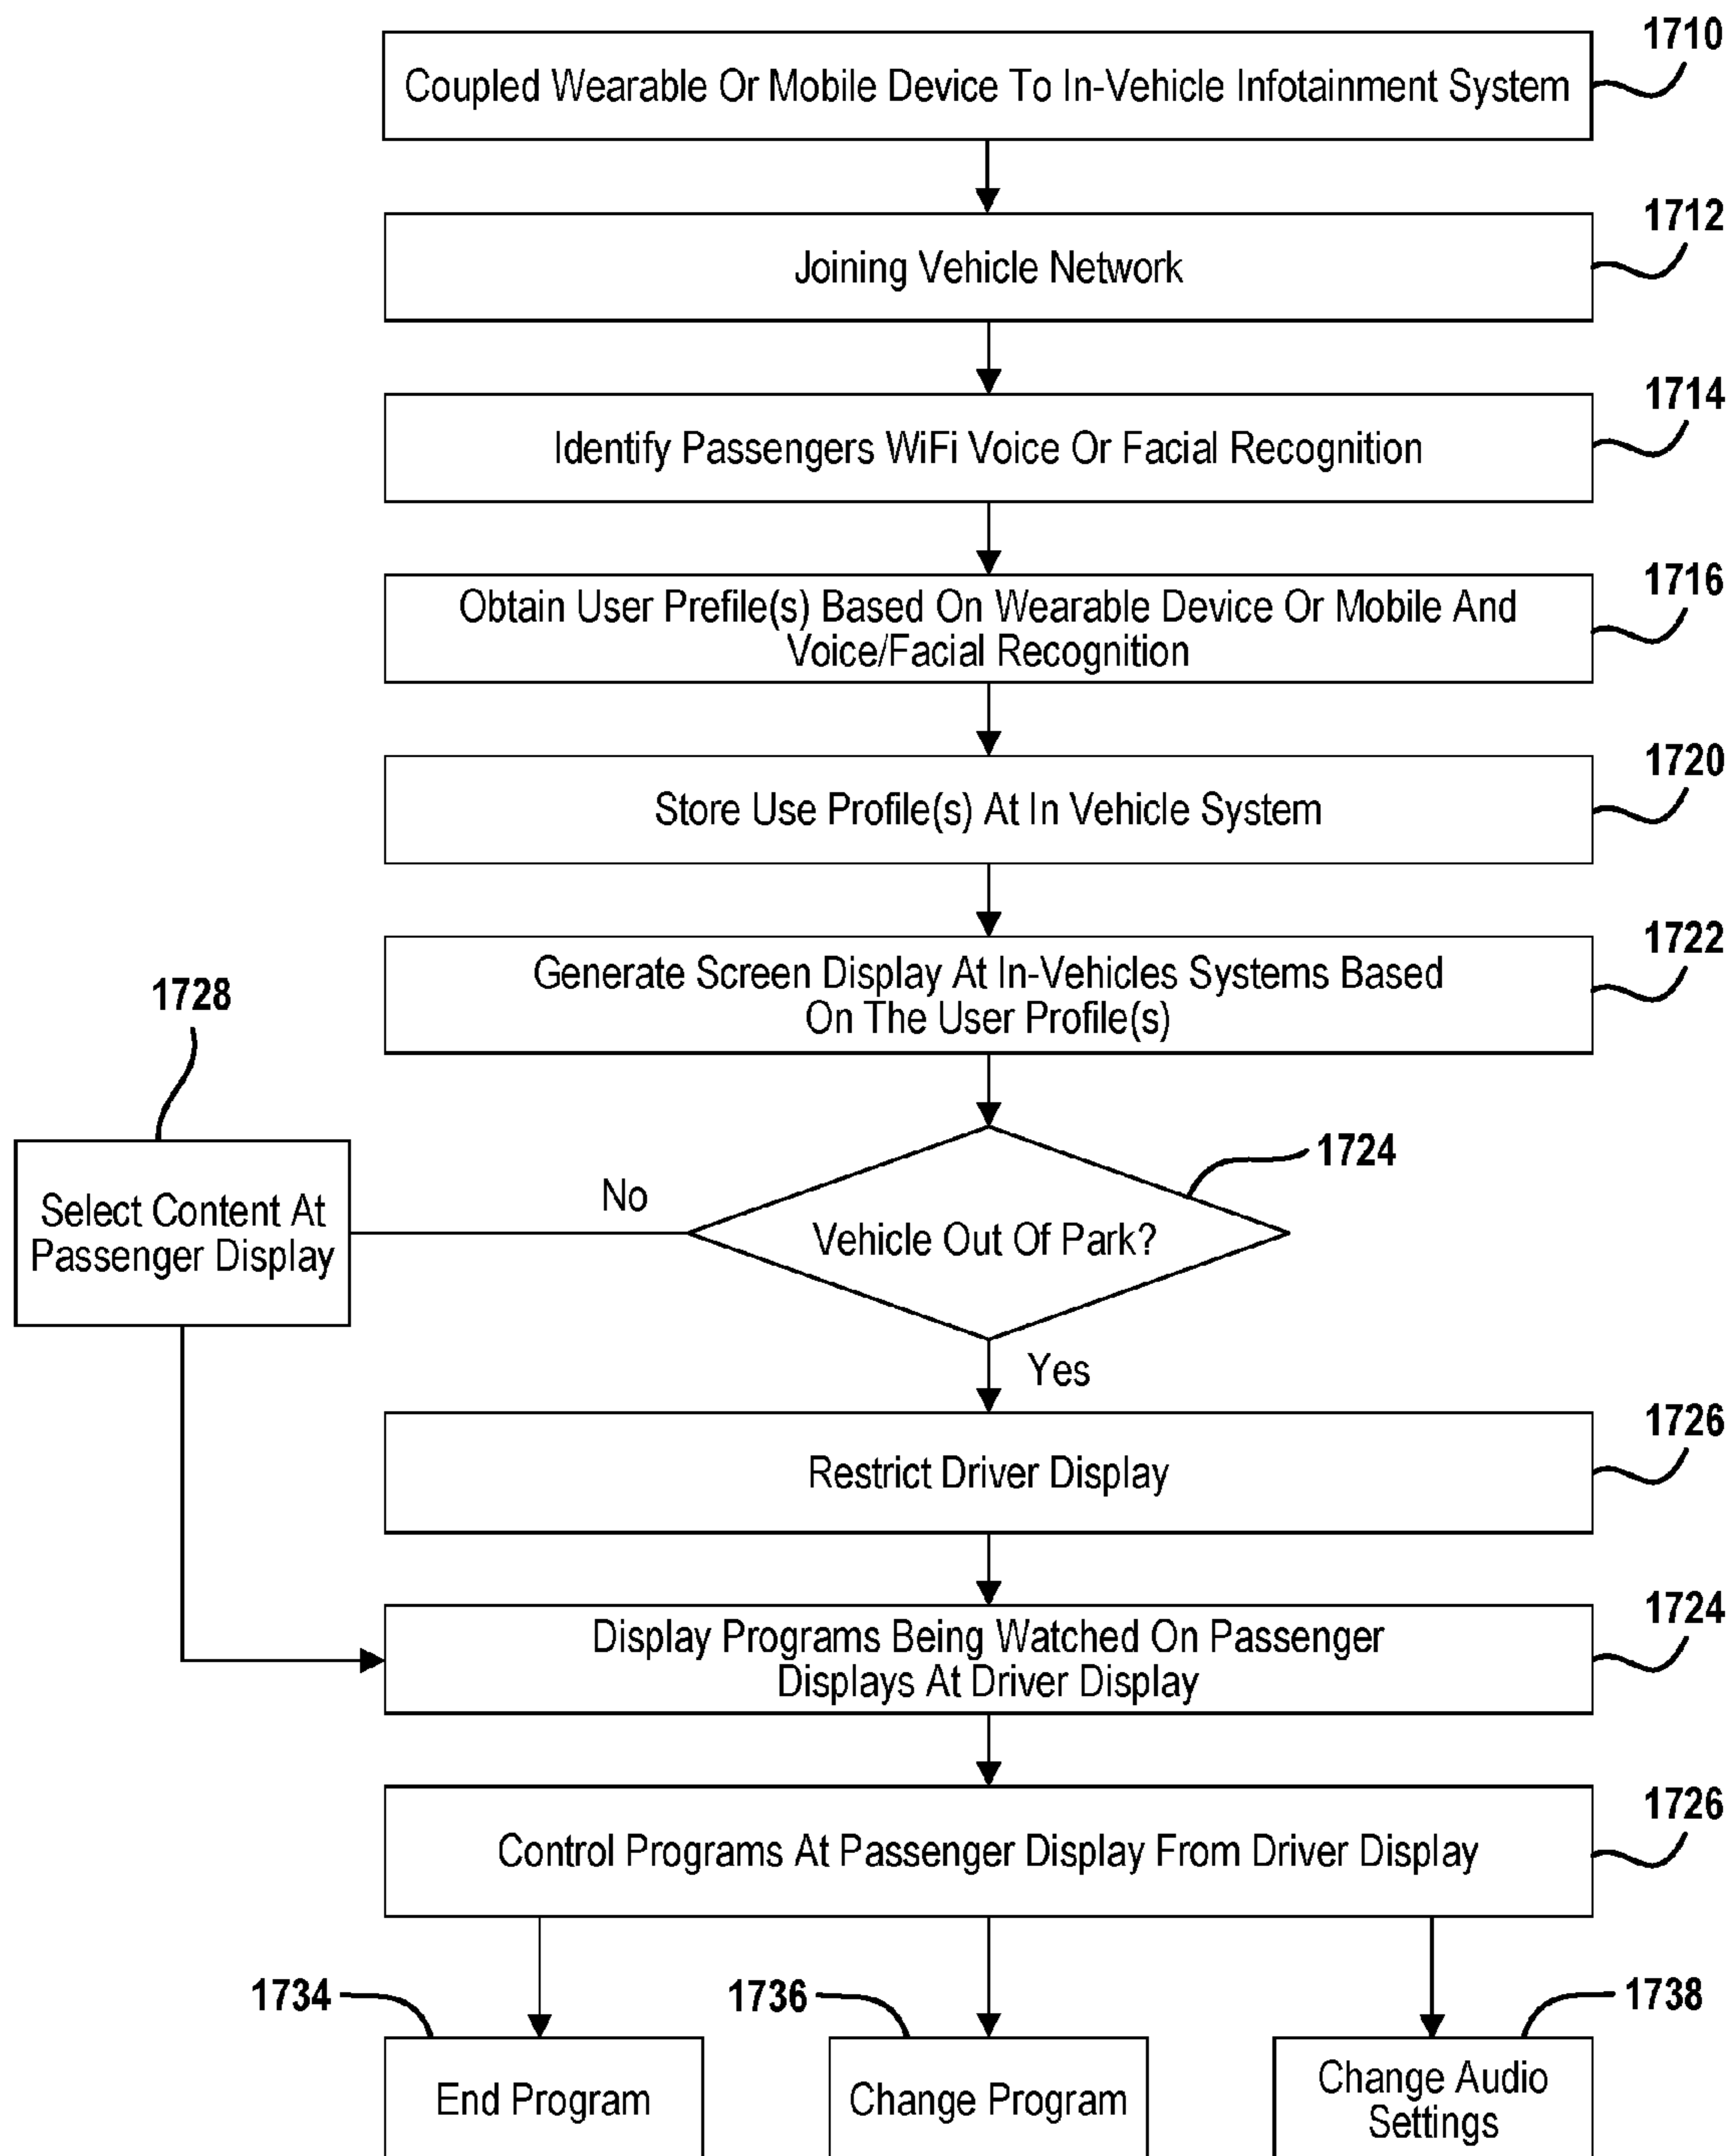 1710
Coupled Wearable Or Mobile Device To In-Vehicle Infotainment System
1712
Joining Vehicle Network
1714
Identify Passengers WiFi Voice Or Facial Recognition
1716
Obtain User Prefile(s) Based On Wearable Device Or Mobile And
Voice/Facial Recognition
1720
Store Use Profile(s) At In Vehicle System
1722
Generate Screen Display At In-Vehicles Systems Based
On The User Profile(s)
1728
1724
Select Content At
Passenger Display
No
Vehicle Out Of Park?
Yes
1726
Restrict Driver Display
1724
Display Programs Being Watched On Passenger
Displays At Driver Display
1726
Control Programs At Passenger Display From Driver Display
1734
1736
1738
End Program
Change Program
Change Audio
Settings